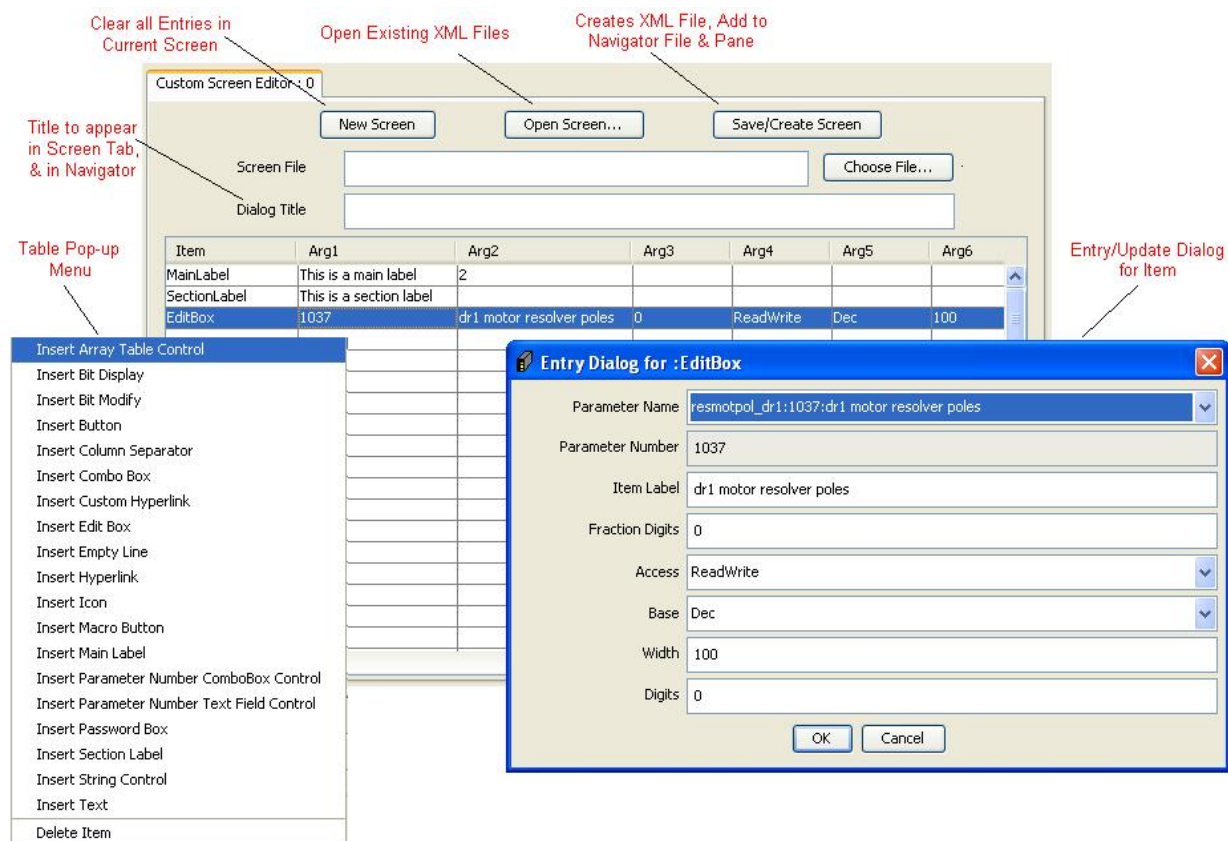 Clear all Entries in
Current Screen
Open Existing XML Files
Creates XML File, Add to
Navigator File & Pane
Custom Screen Editor : 0
New Screen
Open Screen...
Save/Create Screen
Title to appear
in Screen Tab,
& in Navigator
Screen File
Choose File...
Dialog Title
Table Pop-up
Menu
Entry/Update Dialog
for Item
Item Arg1 Arg2 Arg3 Arg4 Arg5 Arg6
MainLabel This is a main label 2
SectionLabel This is a section label
EditBox 1037 dr1 motor resolver poles 0 ReadWrite Dec 100
Insert Array Table Control
Insert Bit Display
Insert Bit Modify
Insert Button
Insert Column Separator
Insert Combo Box
Insert Custom Hyperlink
Insert Edit Box
Insert Empty Line
Insert Hyperlink
Insert Icon
Insert Macro Button
Insert Main Label
Insert Parameter Number ComboBox Control
Insert Parameter Number Text Field Control
Insert Password Box
Insert Section Label
Insert String Control
Insert Text
Delete Item
Entry Dialog for :EditBox
Parameter Name resmotpol_dr1:1037:dr1 motor resolver poles
Parameter Number 1037
Item Label dr1 motor resolver poles
Fraction Digits 0
Access ReadWrite
Base Dec
Width 100
Digits 0
OK Cancel